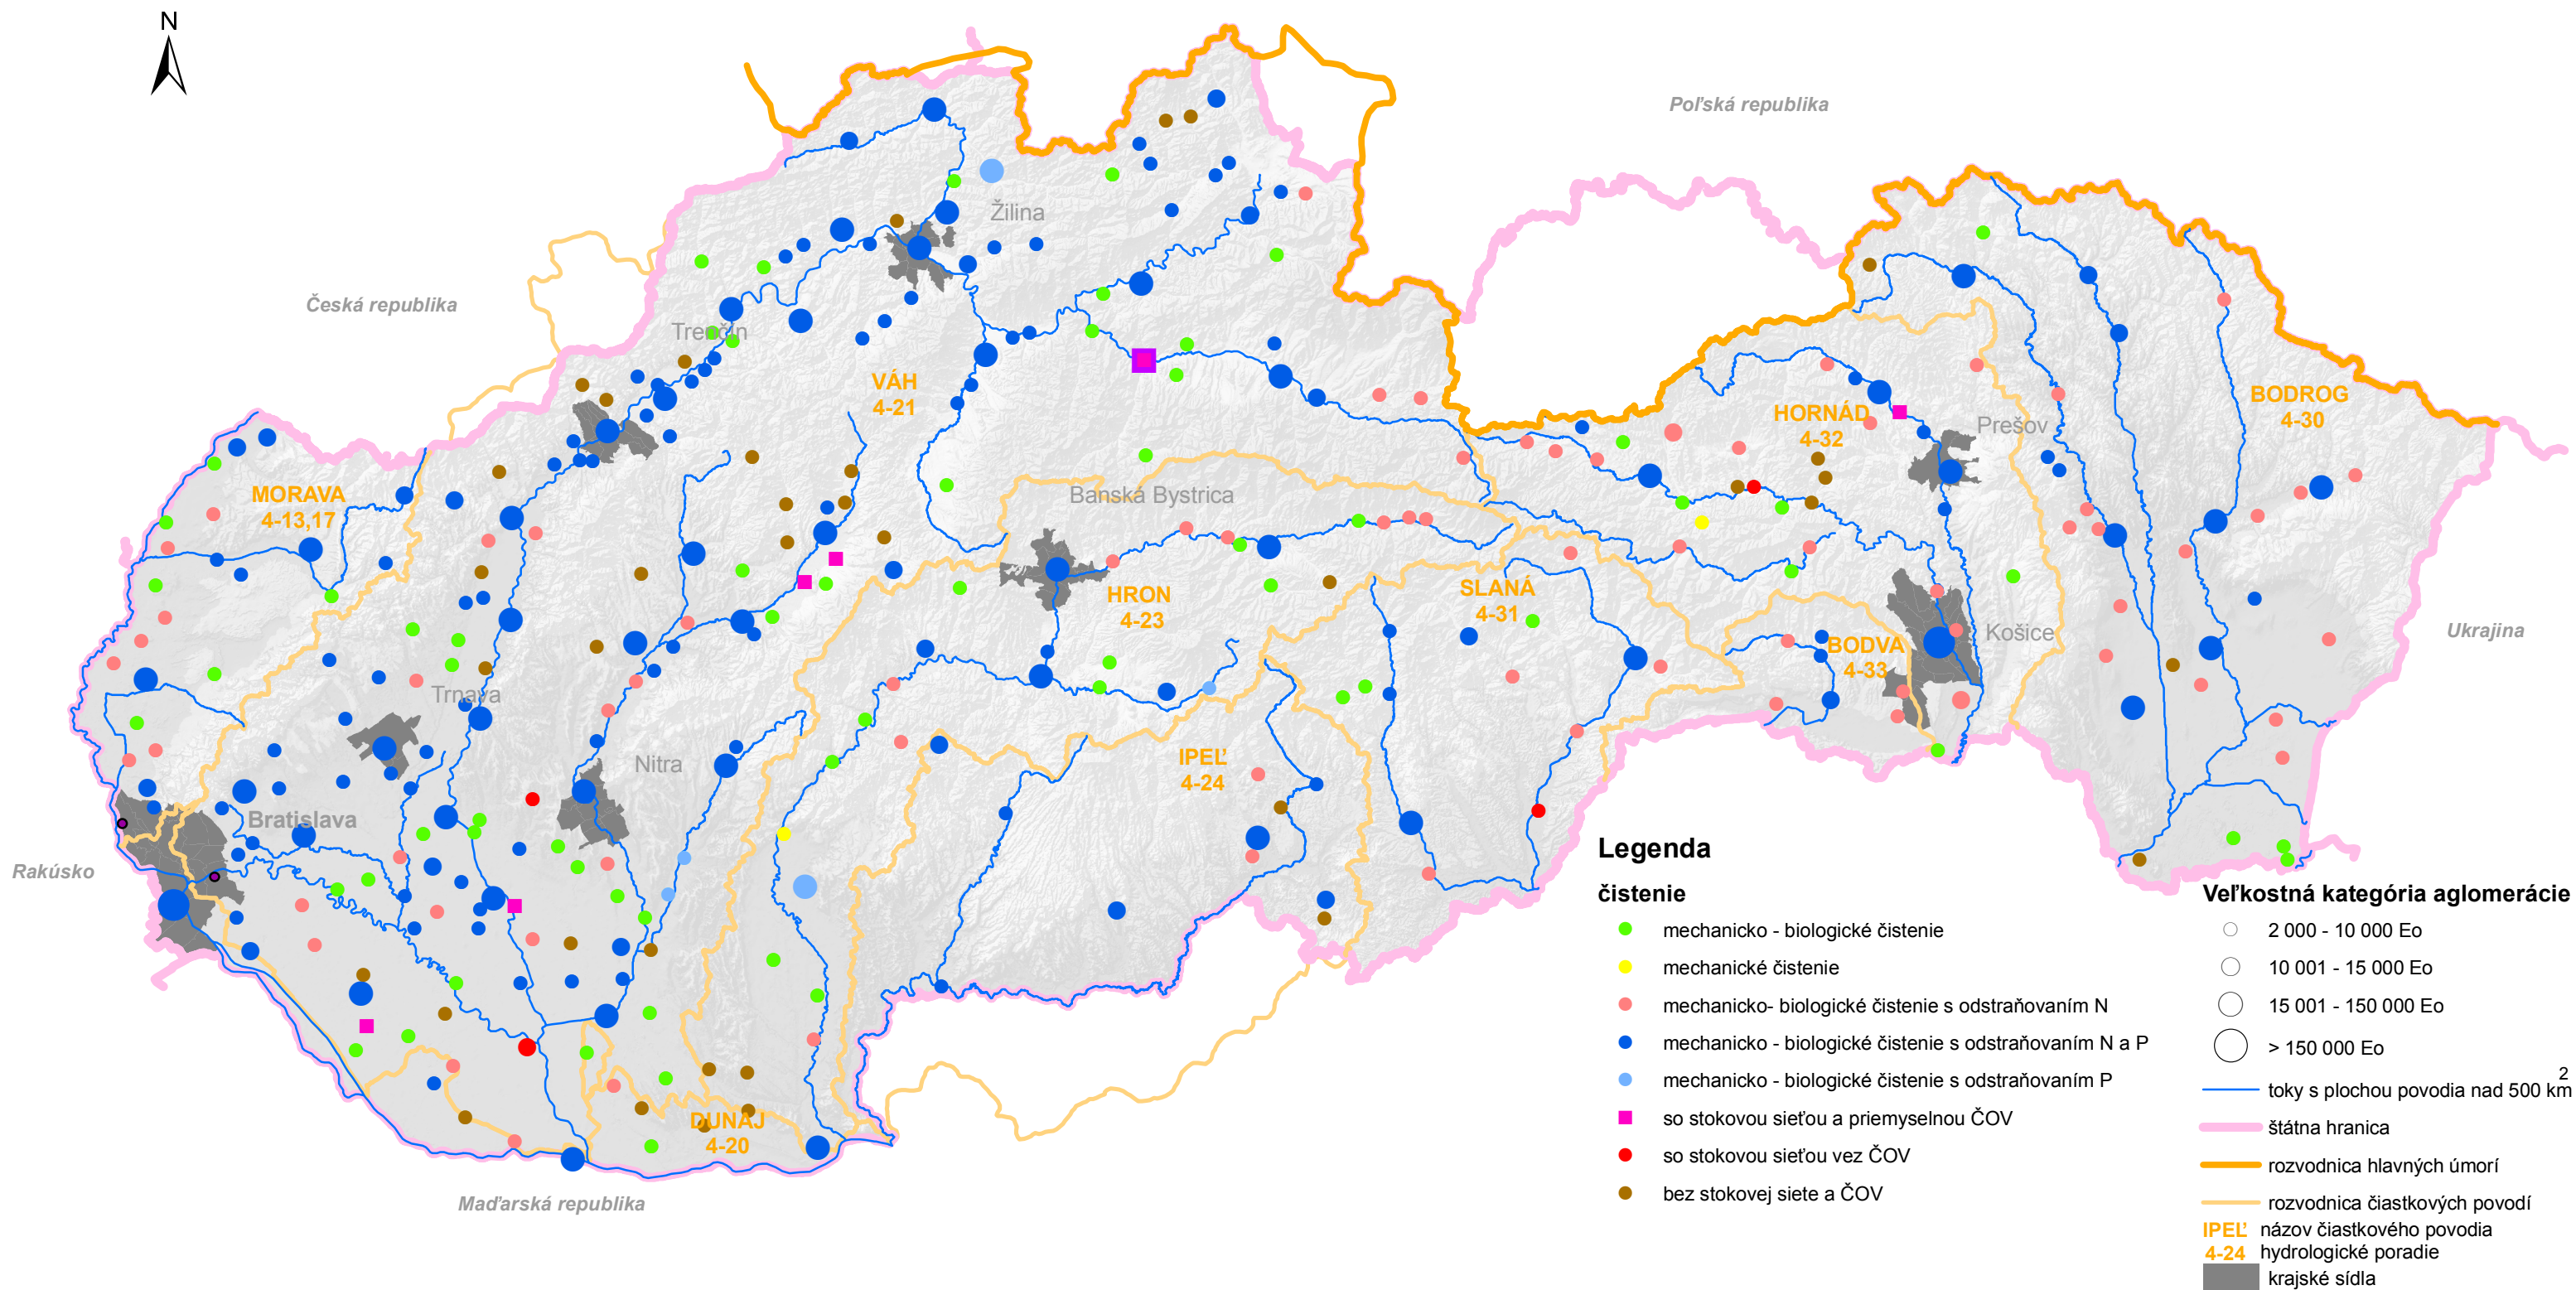 N
Poľská republika
Žilina
Česká republika
Trenčín
VÁH
4-21
HORNÁD
4-32
Prešov
BODROG
4-30
MORAVA
4-13,17
Banská Bystrica
HRON
4-23
SLANÁ
4-31
BODVA
4-33
Košice
Ukrajina
Trnava
Nitra
IPEĽ
4-24
Bratislava
Rakúsko
DUNAJ
4-20
Maďarská republika
Legenda
čistenie
mechanicko - biologické čistenie
mechanické čistenie
mechanicko- biologické čistenie s odstraňovaním N
mechanicko - biologické čistenie s odstraňovaním N a P
mechanicko - biologické čistenie s odstraňovaním P
so stokovou sieťou a priemyselnou ČOV
so stokovou sieťou vez ČOV
bez stokovej siete a ČOV
Veľkostná kategória aglomerácie
2 000 - 10 000 Eo
10 001 - 15 000 Eo
15 001 - 150 000 Eo
> 150 000 Eo
toky s plochou povodia nad 500 km2
štátna hranica
rozvodnica hlavných úmorí
rozvodnica čiastkových povodí
IPEĽ názov čiastkového povodia
4-24 hydrologické poradie
krajské sídla